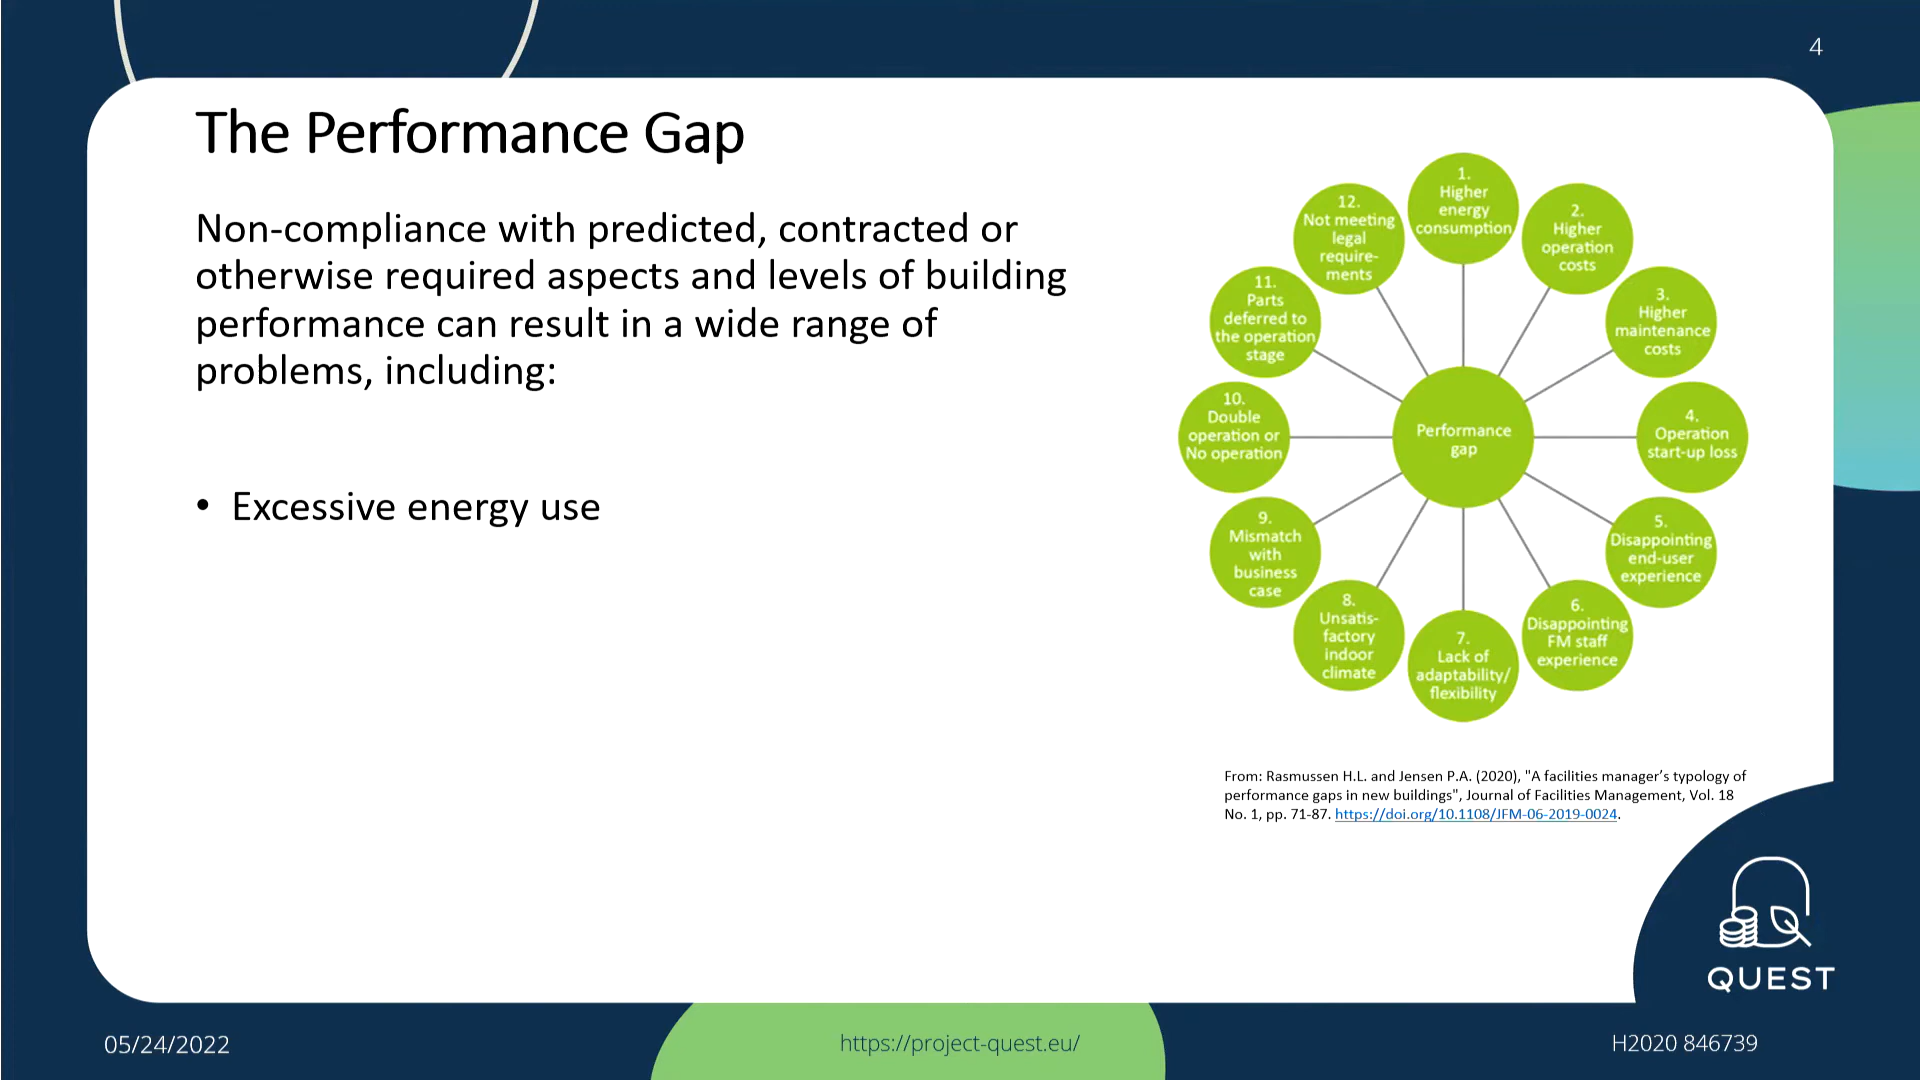 4
The Performance Gap
Non-compliance with predicted, contracted or
otherwise required aspects and levels of building
performance can result in a wide range of
problems, including:
• Excessive energy use
Performance
gap
1.
Higher
energy
consumption
2.
Higher
operation
costs
3.
Higher
maintenance
costs
4.
Operation
start-up loss
5.
Disappointing
end-user
experience
6.
Disappointing
FM staff
experience
7.
Lack of
adaptability/
flexibility
8.
Unsatis-
factory
indoor
climate
9.
Mismatch
with
business
case
10.
Double
operation or
No operation
11.
Parts
deferred to
the operation
stage
12.
Not meeting
legal
require-
ments
From: Rasmussen H.L. and Jensen P.A. (2020), "A facilities manager’s typology of
performance gaps in new buildings", Journal of Facilities Management, Vol. 18
No. 1, pp. 71-87. https://doi.org/10.1108/JFM-06-2019-0024.
QUEST
05/24/2022
https://project-quest.eu/
H2020 846739